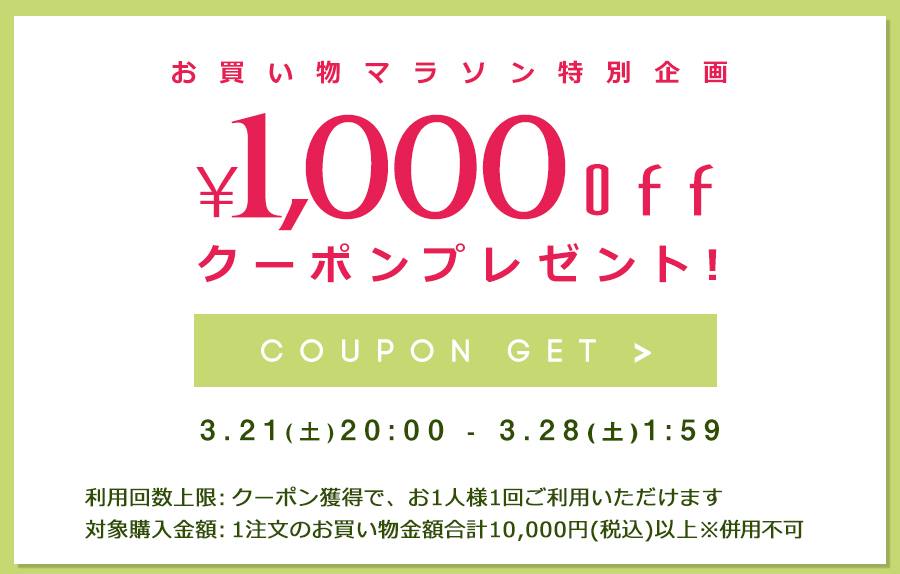 お買い物マラソン特別企画
¥1,000 Off
クーポンプレゼント!
COUPON GET >
3.21(土)20:00 - 3.28(土)1:59
利用回数上限: クーポン獲得で、お1人様1回ご利用いただけます
対象購入金額: 1注文のお買い物金額合計10,000円(税込)以上※併用不可